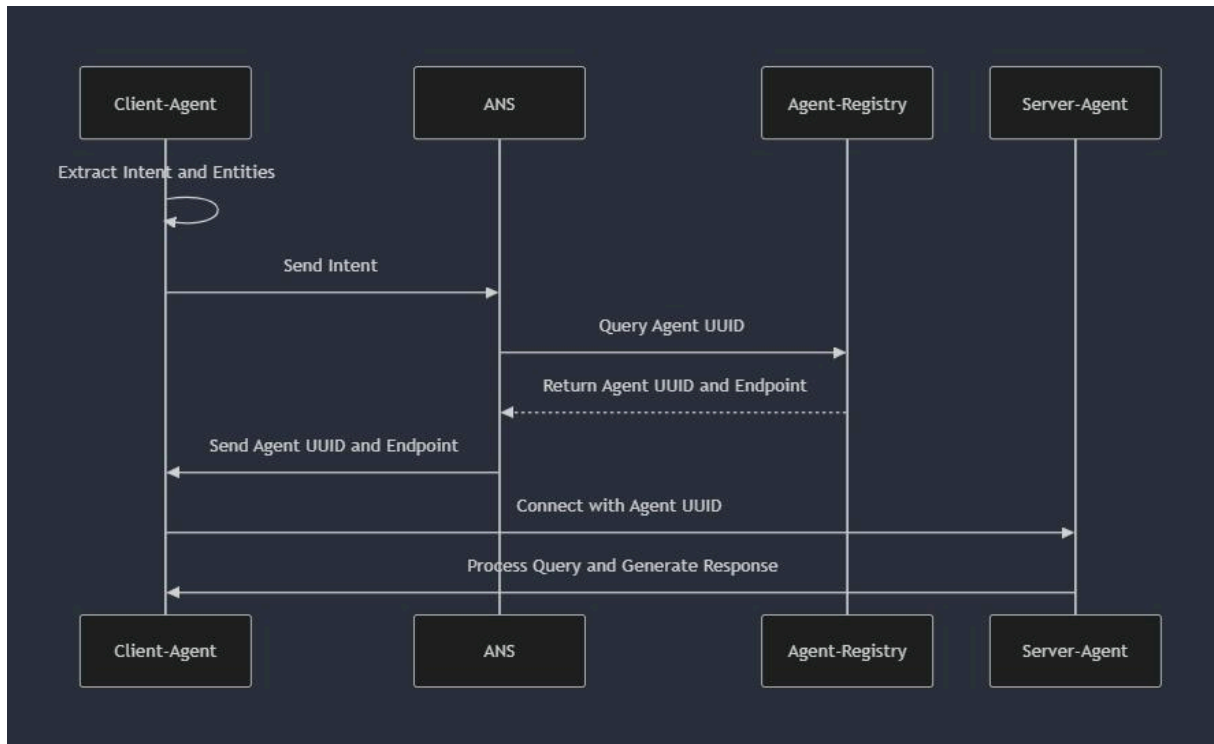 Client-Agent
ANS
Agent-Registry
Server-Agent
Extract Intent and Entities
Send Intent
Query Agent UUID
Return Agent UUID and Endpoint
Send Agent UUID and Endpoint
Connect with Agent UUID
Process Query and Generate Response
Client-Agent
ANS
Agent-Registry
Server-Agent